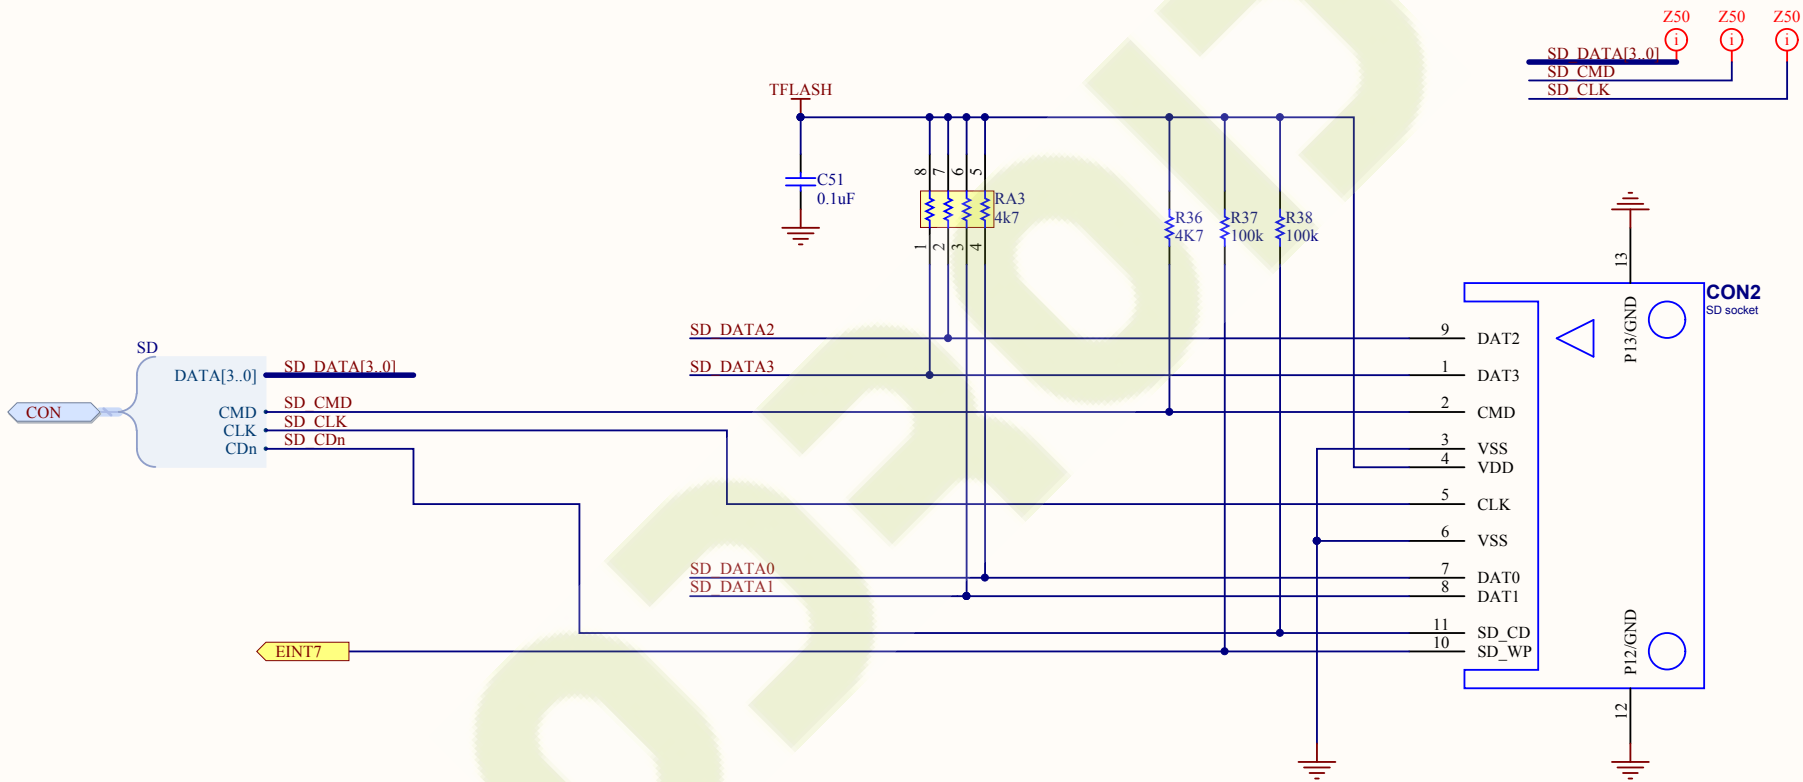 Z50 Z50 Z50
i i i
SD_DATA[3..0]
SD_CMD
SD_CLK
TFLASH
C51
0.1uF
8 7 6 5
RA3
4k7
1 2 3 4
R36
4K7
R37
100k
R38
100k
13
CON2
SD socket
P13/GND
SD_DATA2
9 DAT2
SD_DATA3
1 DAT3
2 CMD
3 VSS
4 VDD
5 CLK
6 VSS
SD_DATA0
7 DAT0
SD_DATA1
8 DAT1
11 SD_CD
10 SD_WP
P12/GND
12
SD
DATA[3..0] SD_DATA[3..0]
CON
CMD SD_CMD
CLK SD_CLK
CDn SD_CDn
EINT7